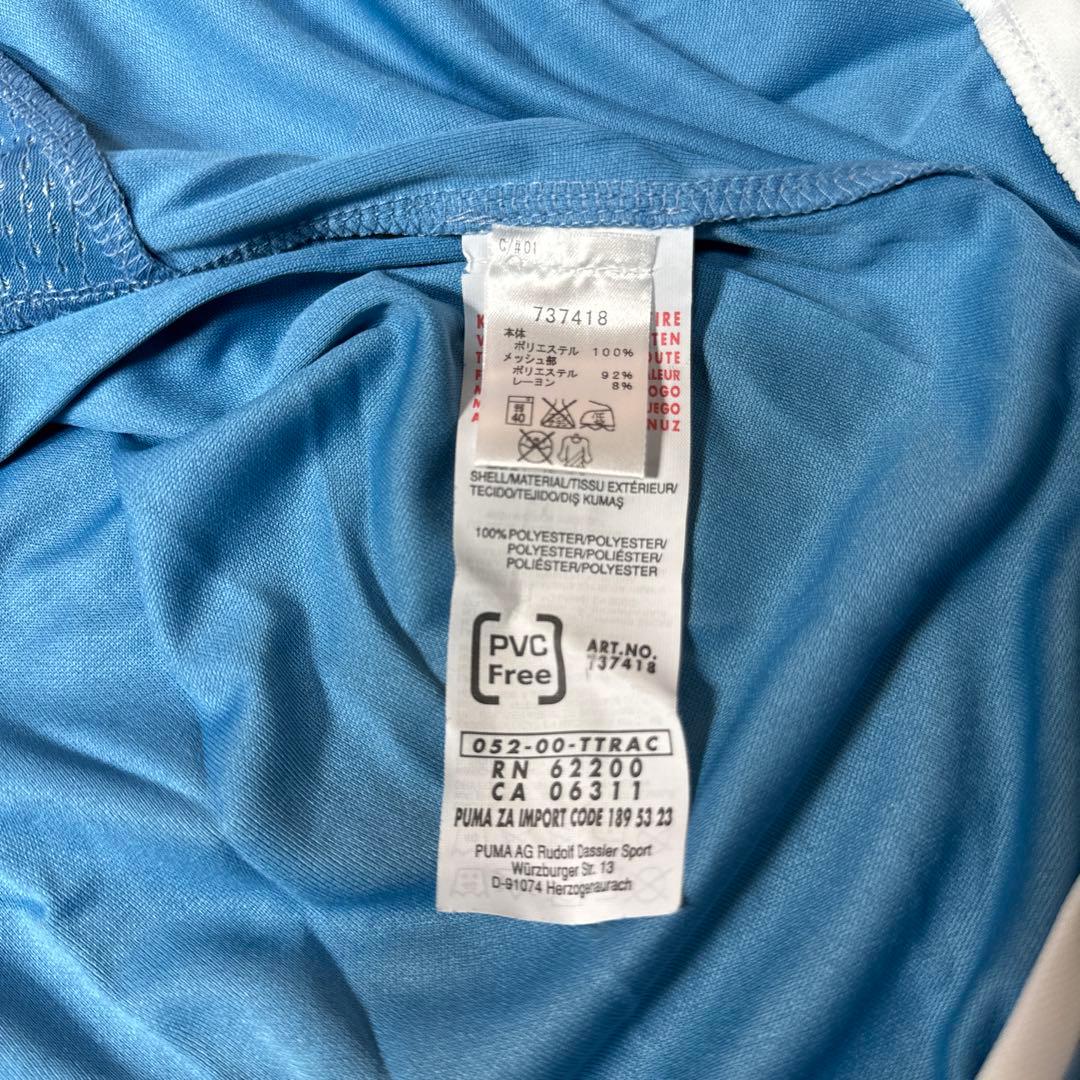 C/#01
737418
本体
ポリエステル 100%
メッシュ部
ポリエステル 92%
レーヨン 8%
40
SHELL/MATERIAL/TISSU EXTÉRIEUR/
TECIDO/TEJIDO/DIŞ KUMAŞ
100% POLYESTER/POLYESTER/
POLYESTER/POLIÉSTER/
POLIÉSTER/POLYESTER
PVC
Free
ART.NO.
737418
052-00-TTRAC
RN 62200
CA 06311
PUMA ZA IMPORT CODE 189 53 23
PUMA AG Rudolf Dassler Sport
Würzburger Str. 13
D-91074 Herzogenaurach